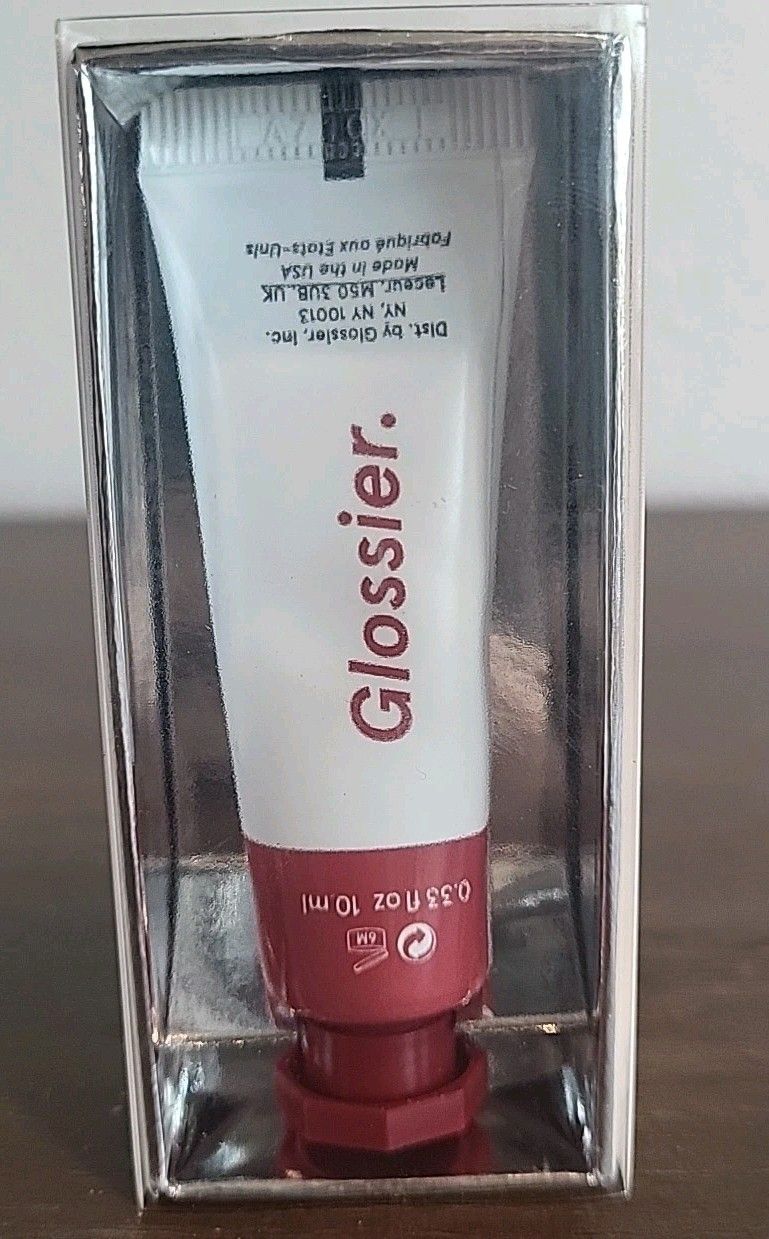 Glossier.
0.33 fl oz 10 ml
6M
Dist. by Glossier, Inc.
NY, NY 10013
M50 3UB, UK
Made in the USA
Fabriqué aux États-Unis